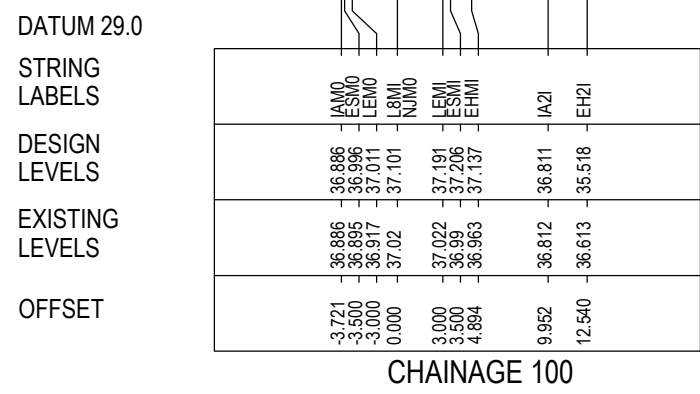 DATUM 29.0
STRING
LABELS
IAM0 ESM0 LEM0 L8MI NJM0 LEMI ESMI EHMI IA2I EH2I
DESIGN
LEVELS
36.886 36.996 37.011 37.101 37.191 37.206 37.137 36.811 35.518
EXISTING
LEVELS
36.886 36.895 36.917 37.02 37.022 36.99 36.963 36.812 36.613
OFFSET
-3.721 -3.500 -3.000 0.000 3.000 3.500 4.894 9.952 12.540
CHAINAGE 100